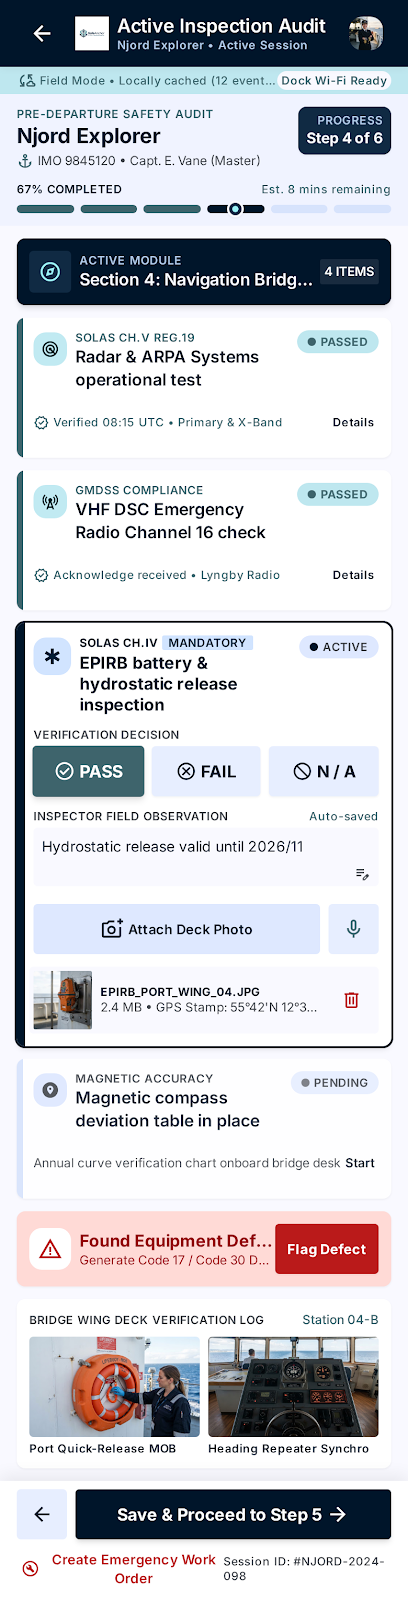 Active Inspection Audit
Njord Explorer • Active Session
Field Mode • Locally cached (12 event...
Dock Wi-Fi Ready
PRE-DEPARTURE SAFETY AUDIT
Njord Explorer
IMO 9845120 • Capt. E. Vane (Master)
PROGRESS
Step 4 of 6
67% COMPLETED
Est. 8 mins remaining
ACTIVE MODULE
Section 4: Navigation Bridg...
4 ITEMS
SOLAS CH.V REG.19
PASSED
Radar & ARPA Systems
operational test
Verified 08:15 UTC • Primary & X-Band
Details
GMDSS COMPLIANCE
PASSED
VHF DSC Emergency
Radio Channel 16 check
Acknowledge received • Lyngby Radio
Details
SOLAS CH.IV MANDATORY
ACTIVE
EPIRB battery &
hydrostatic release
inspection
VERIFICATION DECISION
PASS
FAIL
N / A
INSPECTOR FIELD OBSERVATION
Auto-saved
Hydrostatic release valid until 2026/11
Attach Deck Photo
EPIRB_PORT_WING_04.JPG
2.4 MB • GPS Stamp: 55°42'N 12°3...
MAGNETIC ACCURACY
PENDING
Magnetic compass
deviation table in place
Annual curve verification chart onboard bridge desk
Start
Found Equipment Def...
Generate Code 17 / Code 30 D...
Flag Defect
BRIDGE WING DECK VERIFICATION LOG
Station 04-B
Port Quick-Release MOB
Heading Repeater Synchro
Save & Proceed to Step 5
Create Emergency Work
Order
Session ID: #NJORD-2024-
098